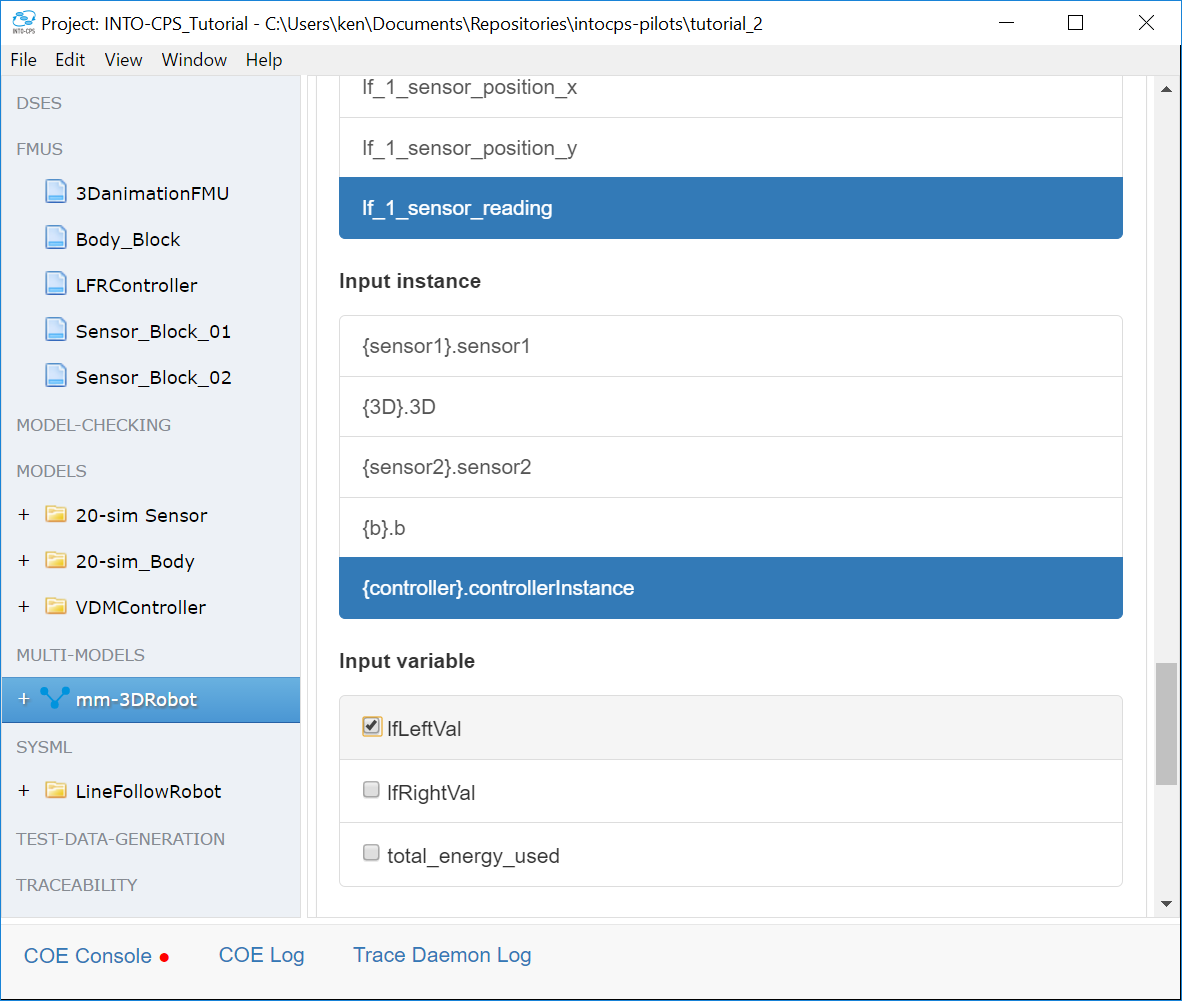 INTO-CPS
Project: INTO-CPS_Tutorial - C:\Users\ken\Documents\Repositories\intocps-pilots\tutorial_2
File Edit View Window Help
DSES
FMUS
3DanimationFMU
Body_Block
LFRController
Sensor_Block_01
Sensor_Block_02
MODEL-CHECKING
MODELS
+ 20-sim Sensor
+ 20-sim_Body
+ VDMController
MULTI-MODELS
+ mm-3DRobot
SYSML
+ LineFollowRobot
TEST-DATA-GENERATION
TRACEABILITY
lf_1_sensor_position_x
lf_1_sensor_position_y
lf_1_sensor_reading
Input instance
{sensor1}.sensor1
{3D}.3D
{sensor2}.sensor2
{b}.b
{controller}.controllerInstance
Input variable
lfLeftVal
lfRightVal
total_energy_used
COE Console COE Log Trace Daemon Log